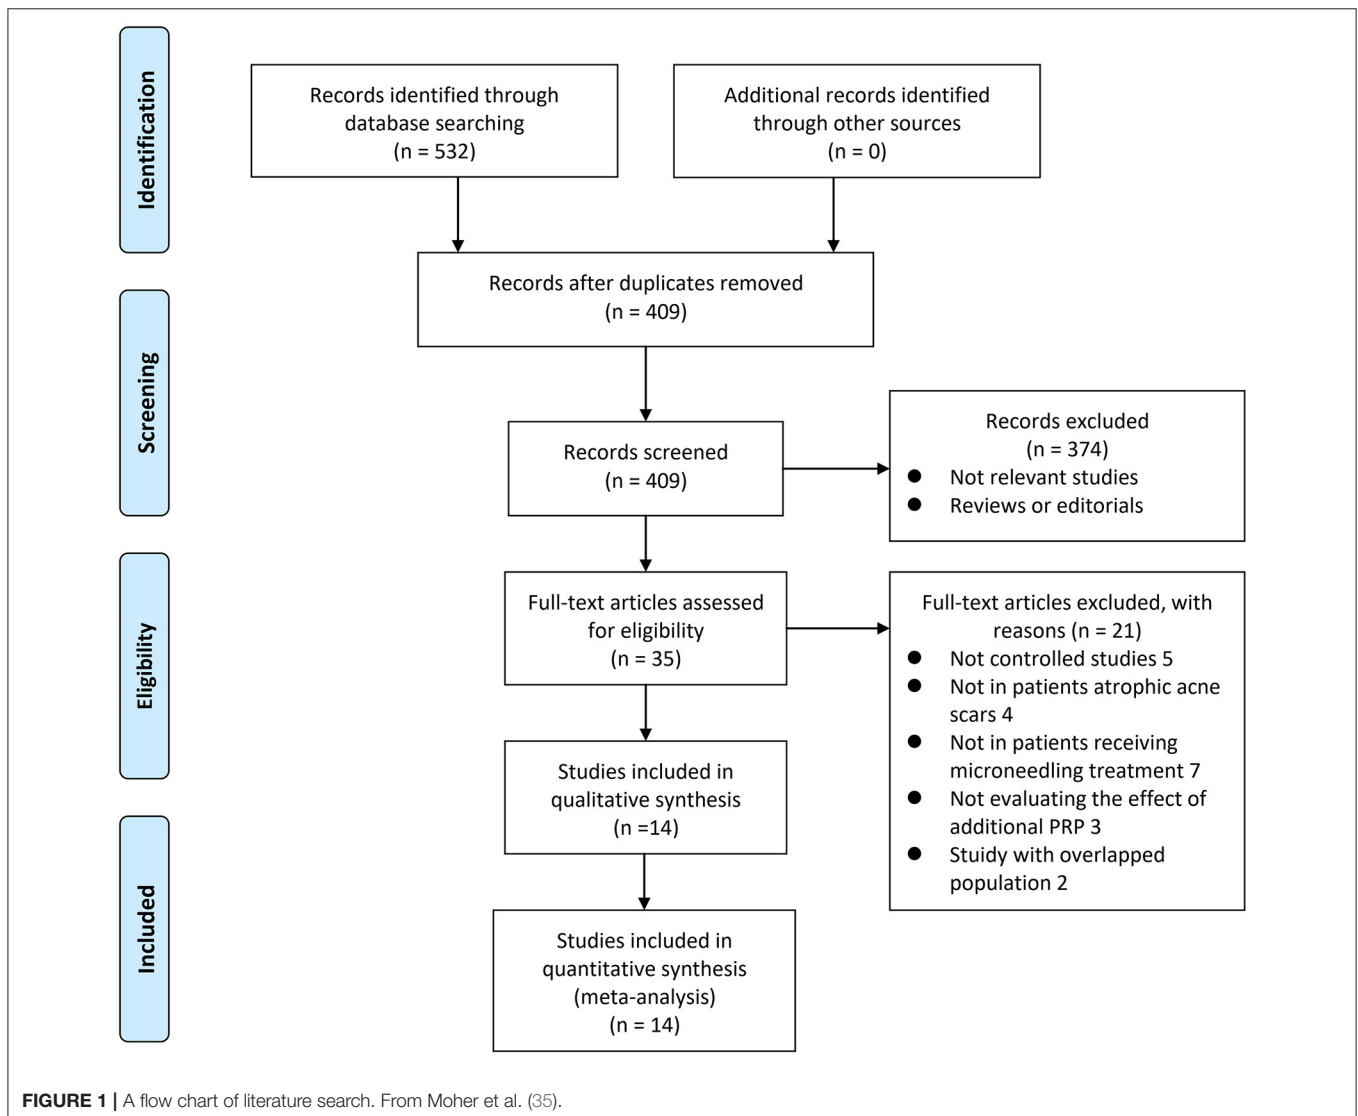 Identification
Records identified through
database searching
(n = 532)
Additional records identified
through other sources
(n = 0)
Records after duplicates removed
(n = 409)
Screening
Records screened
(n = 409)
Records excluded
(n = 374)
● Not relevant studies
● Reviews or editorials
Eligibility
Full-text articles assessed
for eligibility
(n = 35)
Full-text articles excluded, with
reasons (n = 21)
● Not controlled studies 5
● Not in patients atrophic acne
scars 4
● Not in patients receiving
microneedling treatment 7
● Not evaluating the effect of
additional PRP 3
● Stuidy with overlapped
population 2
Studies included in
qualitative synthesis
(n =14)
Included
Studies included in
quantitative synthesis
(meta-analysis)
(n = 14)
FIGURE 1 | A flow chart of literature search. From Moher et al. (35).